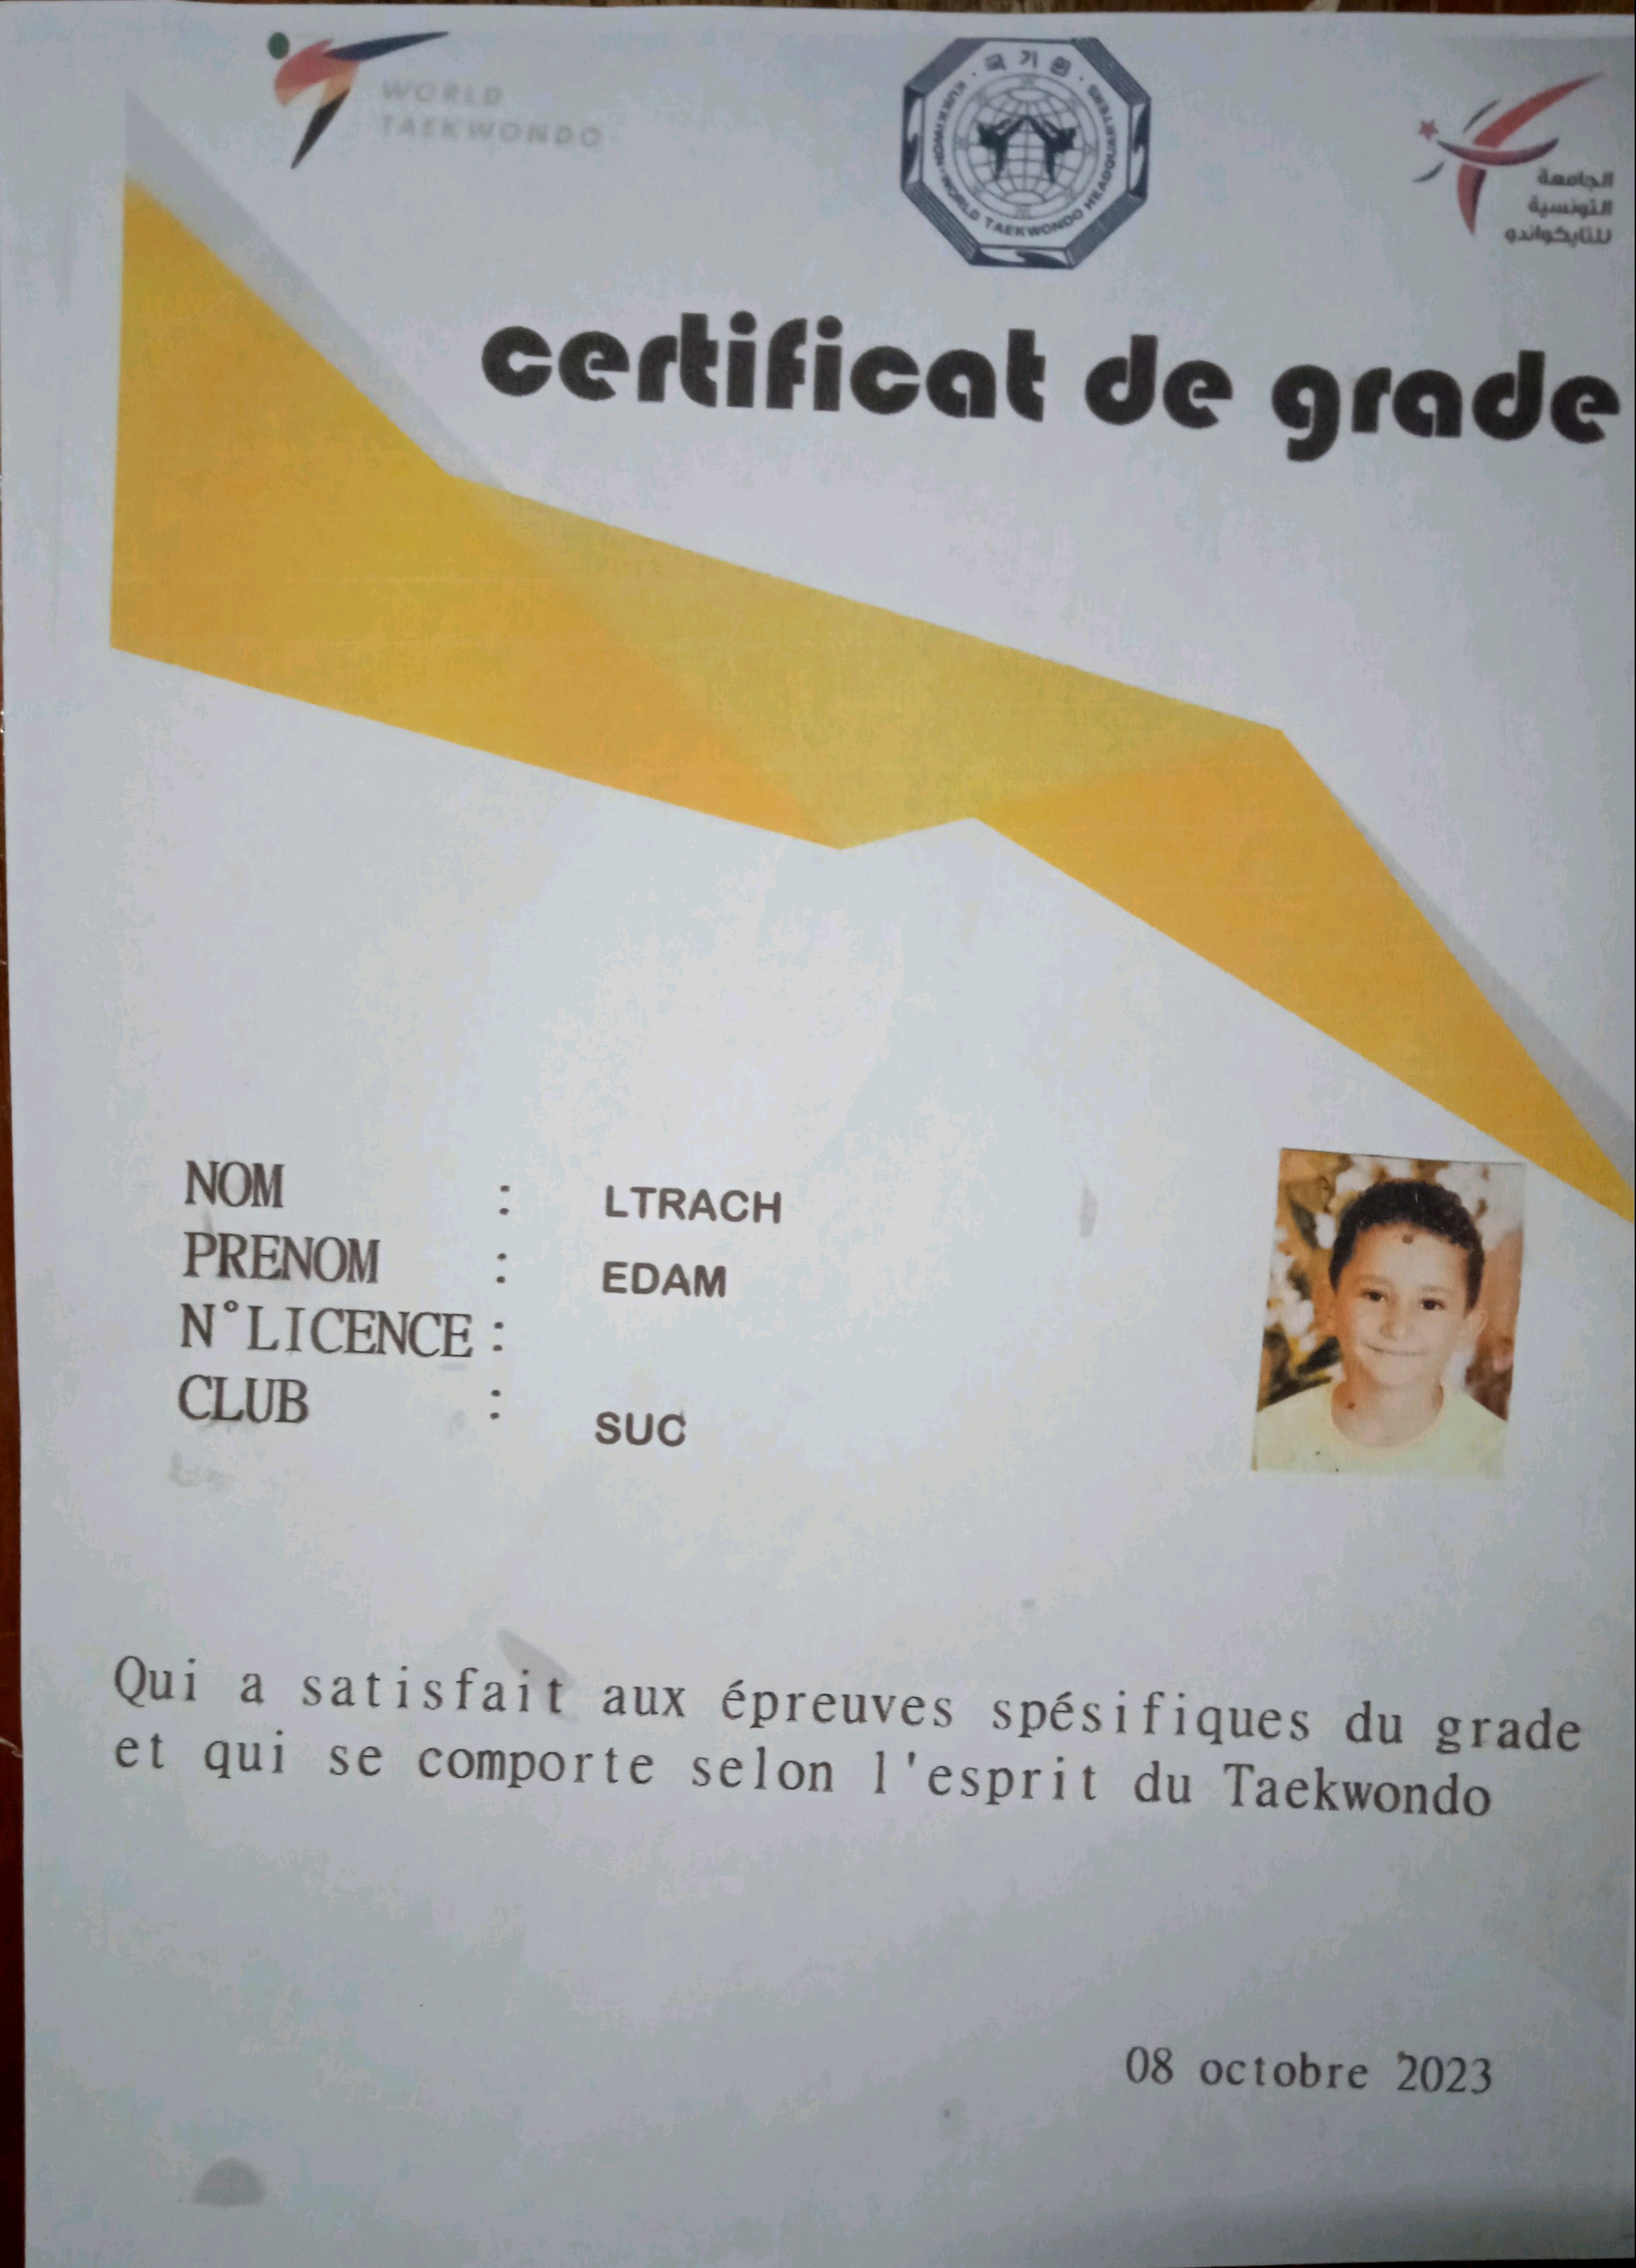 WORLD
TAEKWONDO
국기원
KUKKIWON·WORLD TAEKWONDO HEADQUARTERS
الجامعة
التونسية
للتايكواندو
certificat de grade
NOM : LTRACH
PRENOM : EDAM
N°LICENCE :
CLUB : SUC
Qui a satisfait aux épreuves spésifiques du grade
et qui se comporte selon l'esprit du Taekwondo
08 octobre 2023